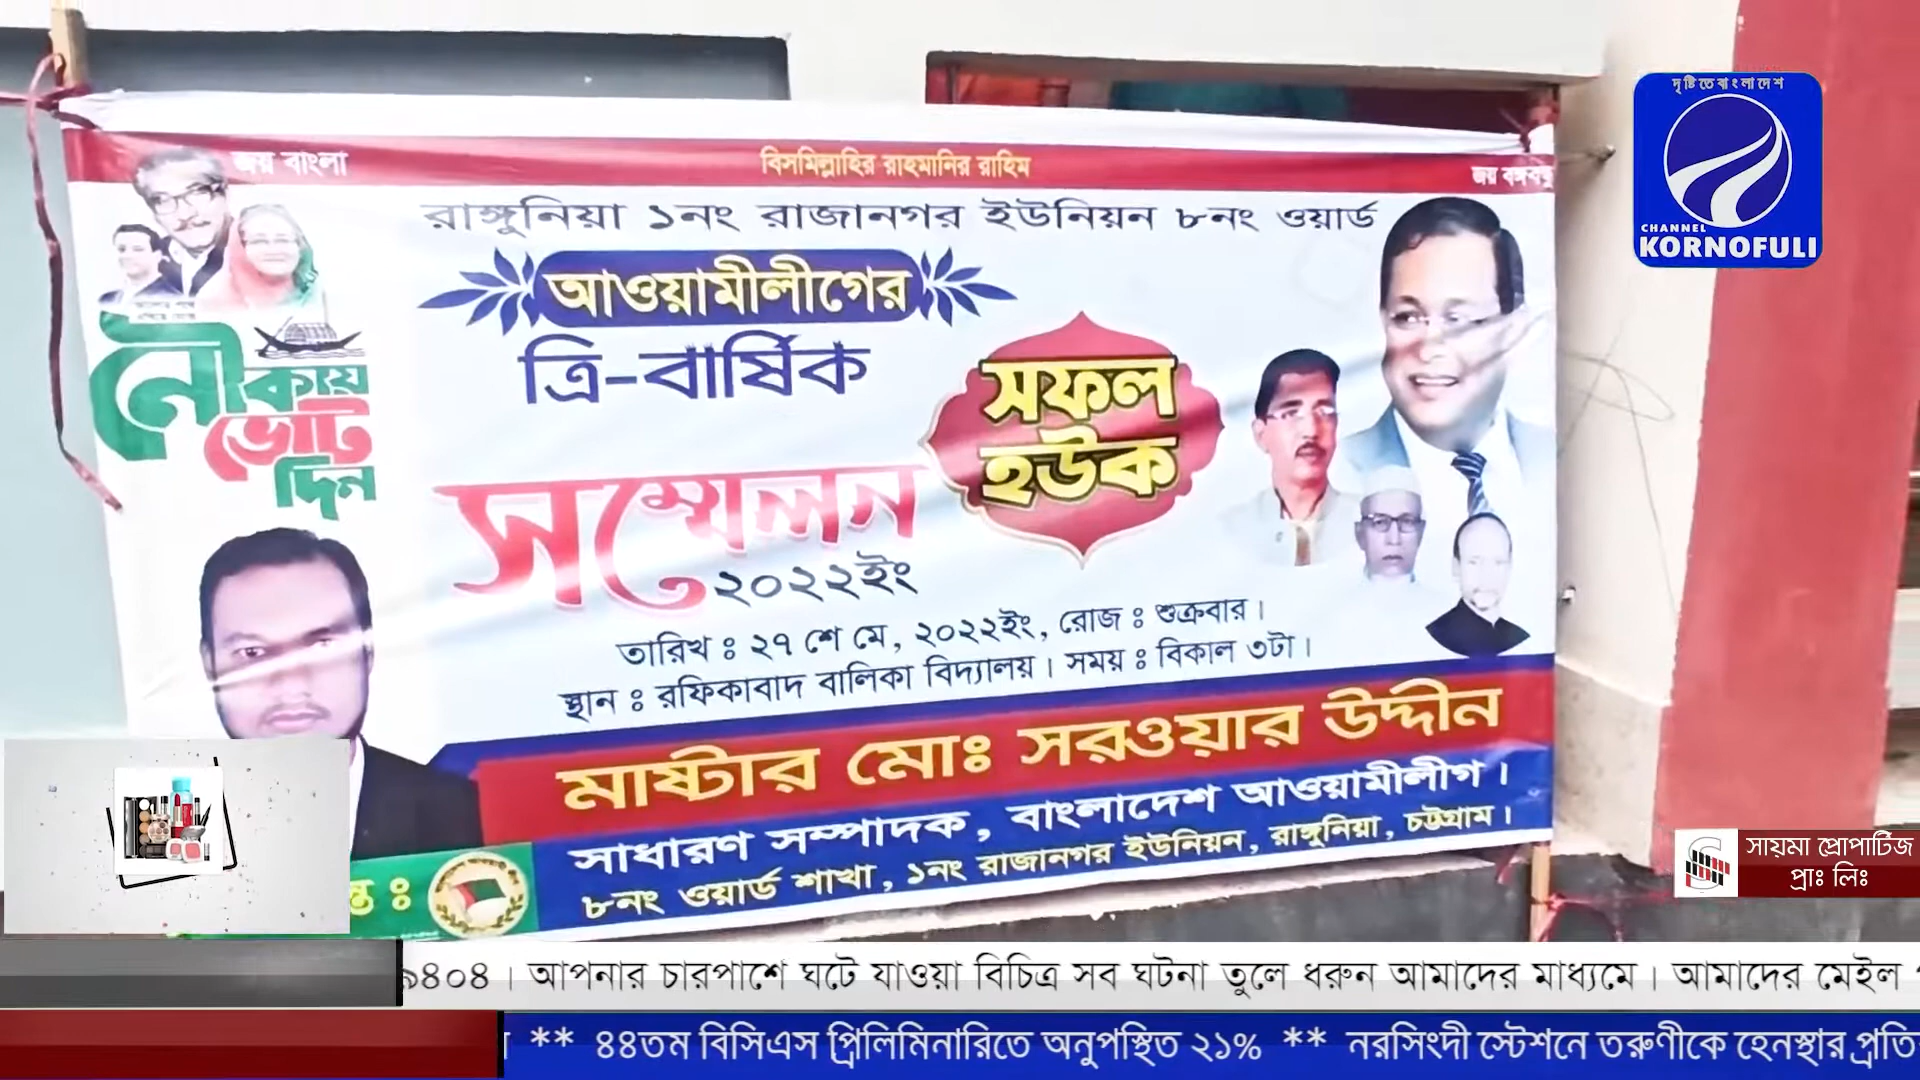 দৃষ্টিতে বাংলাদেশ
CHANNEL
KORNOFULI
জয় বাংলা
বিসমিল্লাহির রাহমানির রাহিম
জয় বঙ্গবন্ধু
রাঙ্গুনিয়া ১নং রাজানগর ইউনিয়ন ৮নং ওয়ার্ড
আওয়ামীলীগের
ত্রি-বার্ষিক
সম্মেলন
২০২২ইং
সফল
হউক
নৌকায়
ভোট
দিন
তারিখ ঃ ২৭ শে মে, ২০২২ইং, রোজ ঃ শুক্রবার।
স্থান ঃ রফিকাবাদ বালিকা বিদ্যালয়। সময় ঃ বিকাল ৩টা।
মাষ্টার মোঃ সরওয়ার উদ্দীন
সাধারণ সম্পাদক, বাংলাদেশ আওয়ামীলীগ।
৮নং ওয়ার্ড শাখা, ১নং রাজানগর ইউনিয়ন, রাঙ্গুনিয়া, চট্টগ্রাম।
সায়মা প্রোপার্টিজ
প্রাঃ লিঃ
৯৪০৪। আপনার চারপাশে ঘটে যাওয়া বিচিত্র সব ঘটনা তুলে ধরুন আমাদের মাধ্যমে। আমাদের মেইল
** ৪৪তম বিসিএস প্রিলিমিনারিতে অনুপস্থিত ২১% ** নরসিংদী স্টেশনে তরুণীকে হেনস্থার